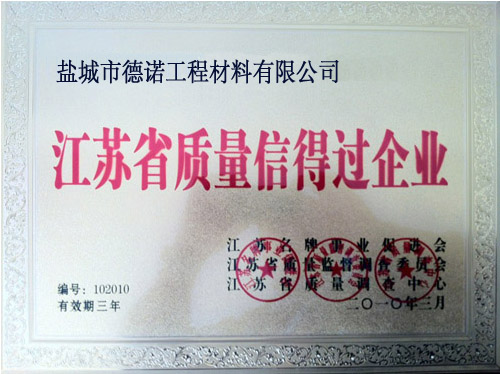 盐城市德诺工程材料有限公司
江苏省质量信得过企业
江苏名牌事业促进会
江苏省质量监督调查委员会
江苏省质量调查中心
编号:102010
有效期三年
二〇一〇年三月